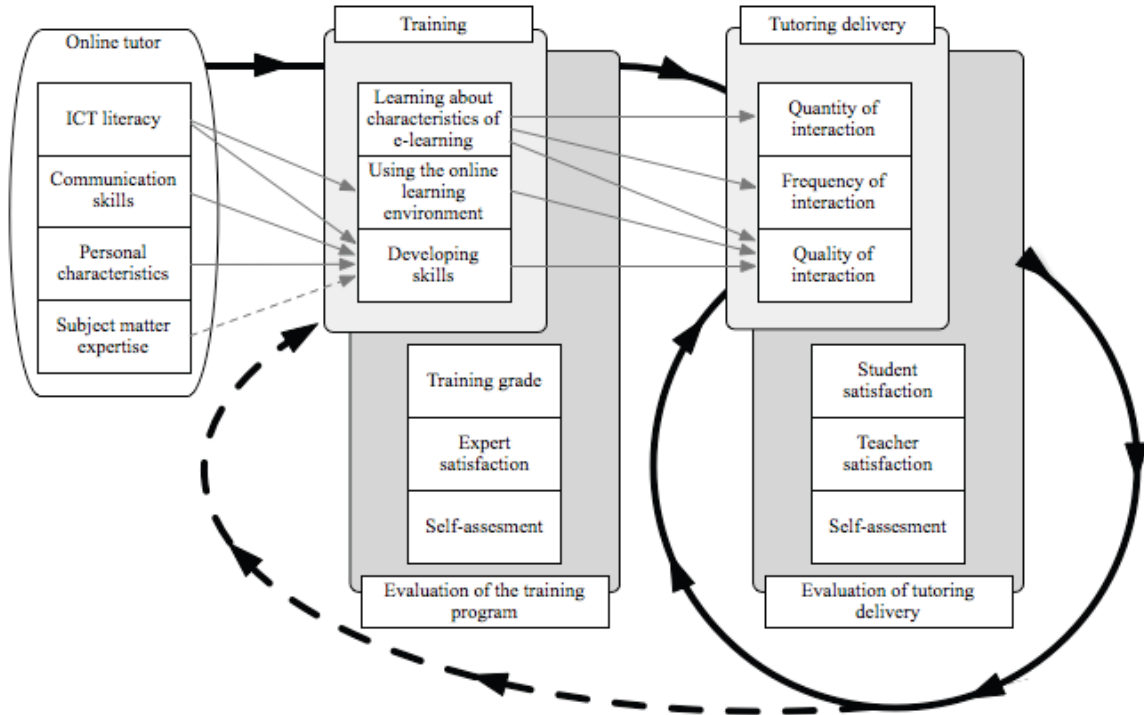 Online tutor
ICT literacy
Communication
skills
Personal
characteristics
Subject matter
expertise
Training
Learning about
characteristics of
e-learning
Using the online
learning
environment
Developing
skills
Training grade
Expert
satisfaction
Self-assesment
Evaluation of the training
program
Tutoring delivery
Quantity of
interaction
Frequency of
interaction
Quality of
interaction
Student
satisfaction
Teacher
satisfaction
Self-assesment
Evaluation of tutoring
delivery